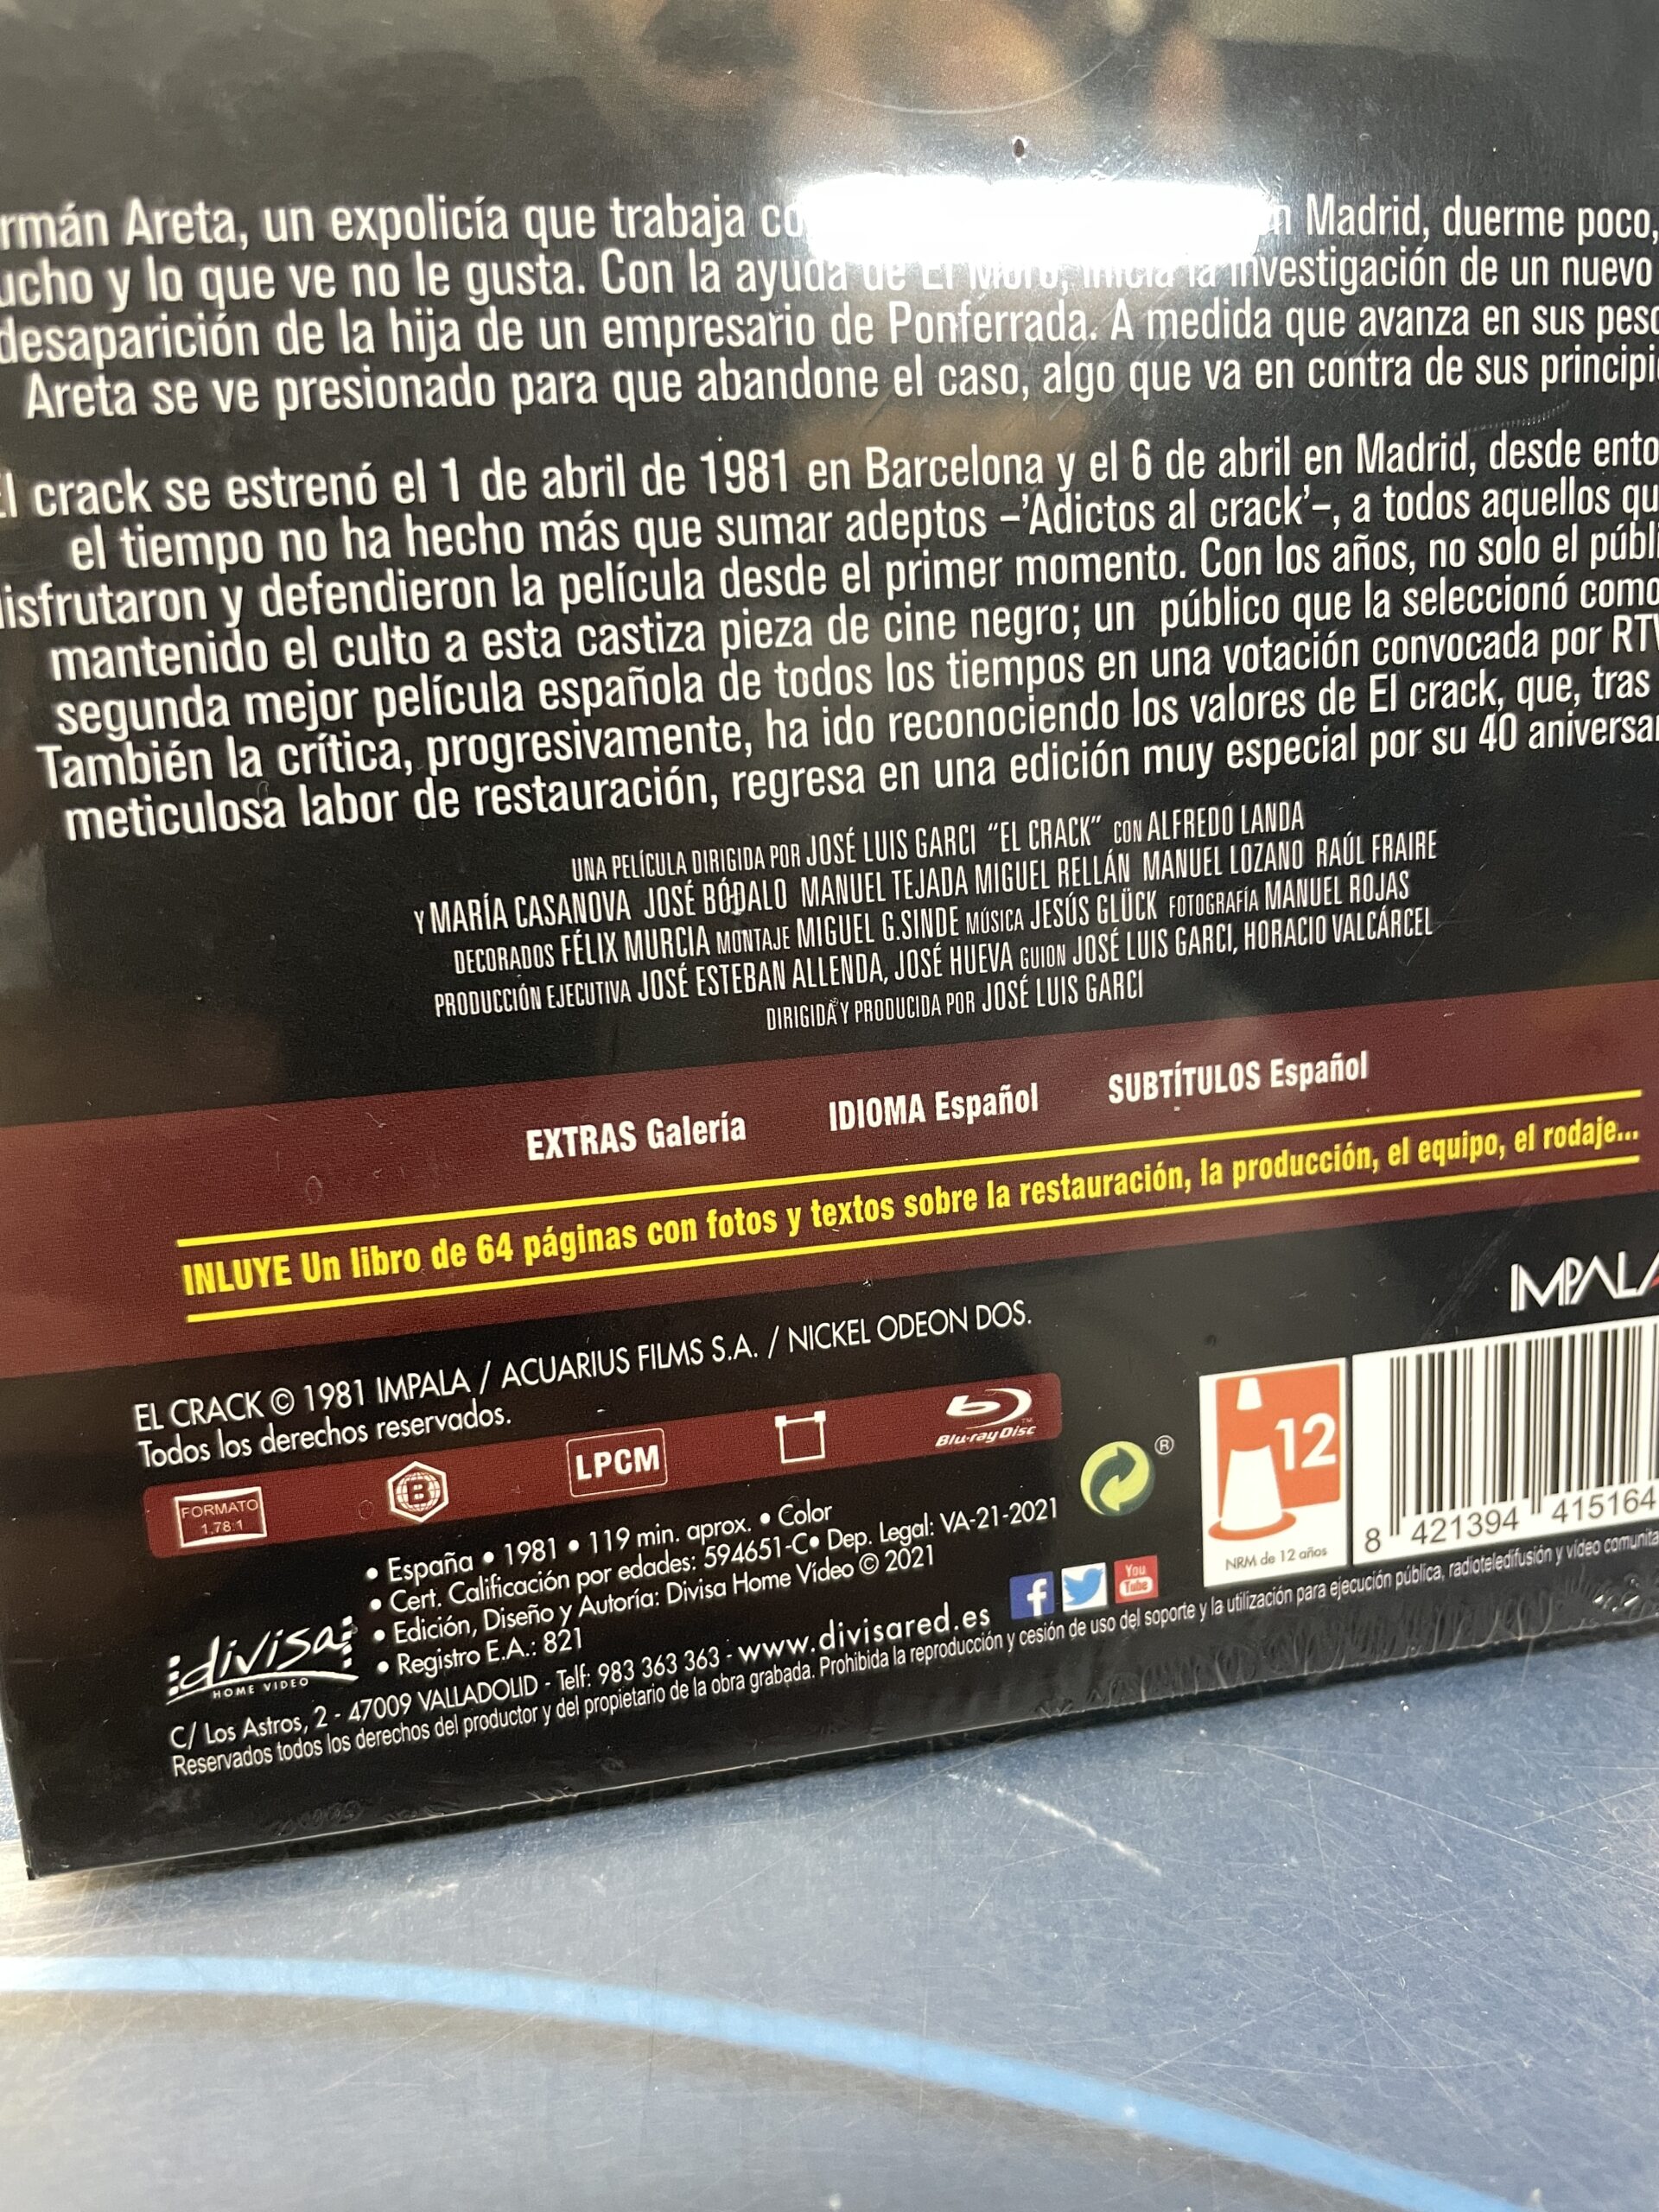 rmán Areta, un expolicía que trabaja co n Madrid, duerme poco,
ucho y lo que ve no le gusta. Con la ayuda de El Moro, inicia la investigación de un nuevo
desaparición de la hija de un empresario de Ponferrada. A medida que avanza en sus pesq
Areta se ve presionado para que abandone el caso, algo que va en contra de sus principi
El crack se estrenó el 1 de abril de 1981 en Barcelona y el 6 de abril en Madrid, desde ento
el tiempo no ha hecho más que sumar adeptos –'Adictos al crack'–, a todos aquellos qu
disfrutaron y defendieron la película desde el primer momento. Con los años, no solo el públi
mantenido el culto a esta castiza pieza de cine negro; un público que la seleccionó como
segunda mejor película española de todos los tiempos en una votación convocada por RTV
También la crítica, progresivamente, ha ido reconociendo los valores de El crack, que, tras
meticulosa labor de restauración, regresa en una edición muy especial por su 40 aniversar
UNA PELÍCULA DIRIGIDA POR JOSÉ LUIS GARCI "EL CRACK" CON ALFREDO LANDA
Y MARÍA CASANOVA JOSÉ BÓDALO MANUEL TEJADA MIGUEL RELLÁN MANUEL LOZANO RAÚL FRAIRE
DECORADOS FÉLIX MURCIA MONTAJE MIGUEL G.SINDE MÚSICA JESÚS GLÜCK FOTOGRAFÍA MANUEL ROJAS
PRODUCCIÓN EJECUTIVA JOSÉ ESTEBAN ALLENDA, JOSÉ HUEVA GUION JOSÉ LUIS GARCI, HORACIO VALCÁRCEL
DIRIGIDA Y PRODUCIDA POR JOSÉ LUIS GARCI
EXTRAS Galería IDIOMA Español SUBTÍTULOS Español
INLUYE Un libro de 64 páginas con fotos y textos sobre la restauración, la producción, el equipo, el rodaje...
IMPALA
EL CRACK © 1981 IMPALA / ACUARIUS FILMS S.A. / NICKEL ODEON DOS.
Todos los derechos reservados.
FORMATO
1.78:1
B
LPCM
Blu-ray Disc™
®
12
NRM de 12 años
8 421394 415164
• España • 1981 • 119 min. aprox. • Color
• Cert. Calificación por edades: 594651-C• Dep. Legal: VA-21-2021
• Edición, Diseño y Autoría: Divisa Home Vídeo © 2021
• Registro E.A.: 821
divisa
HOME VIDEO
f
You
Tube
C/ Los Astros, 2 - 47009 VALLADOLID - Telf: 983 363 363 - www.divisared.es
Reservados todos los derechos del productor y del propietario de la obra grabada. Prohibida la reproducción y cesión de uso del soporte y la utilización para ejecución pública, radioteledifusión y vídeo comunita